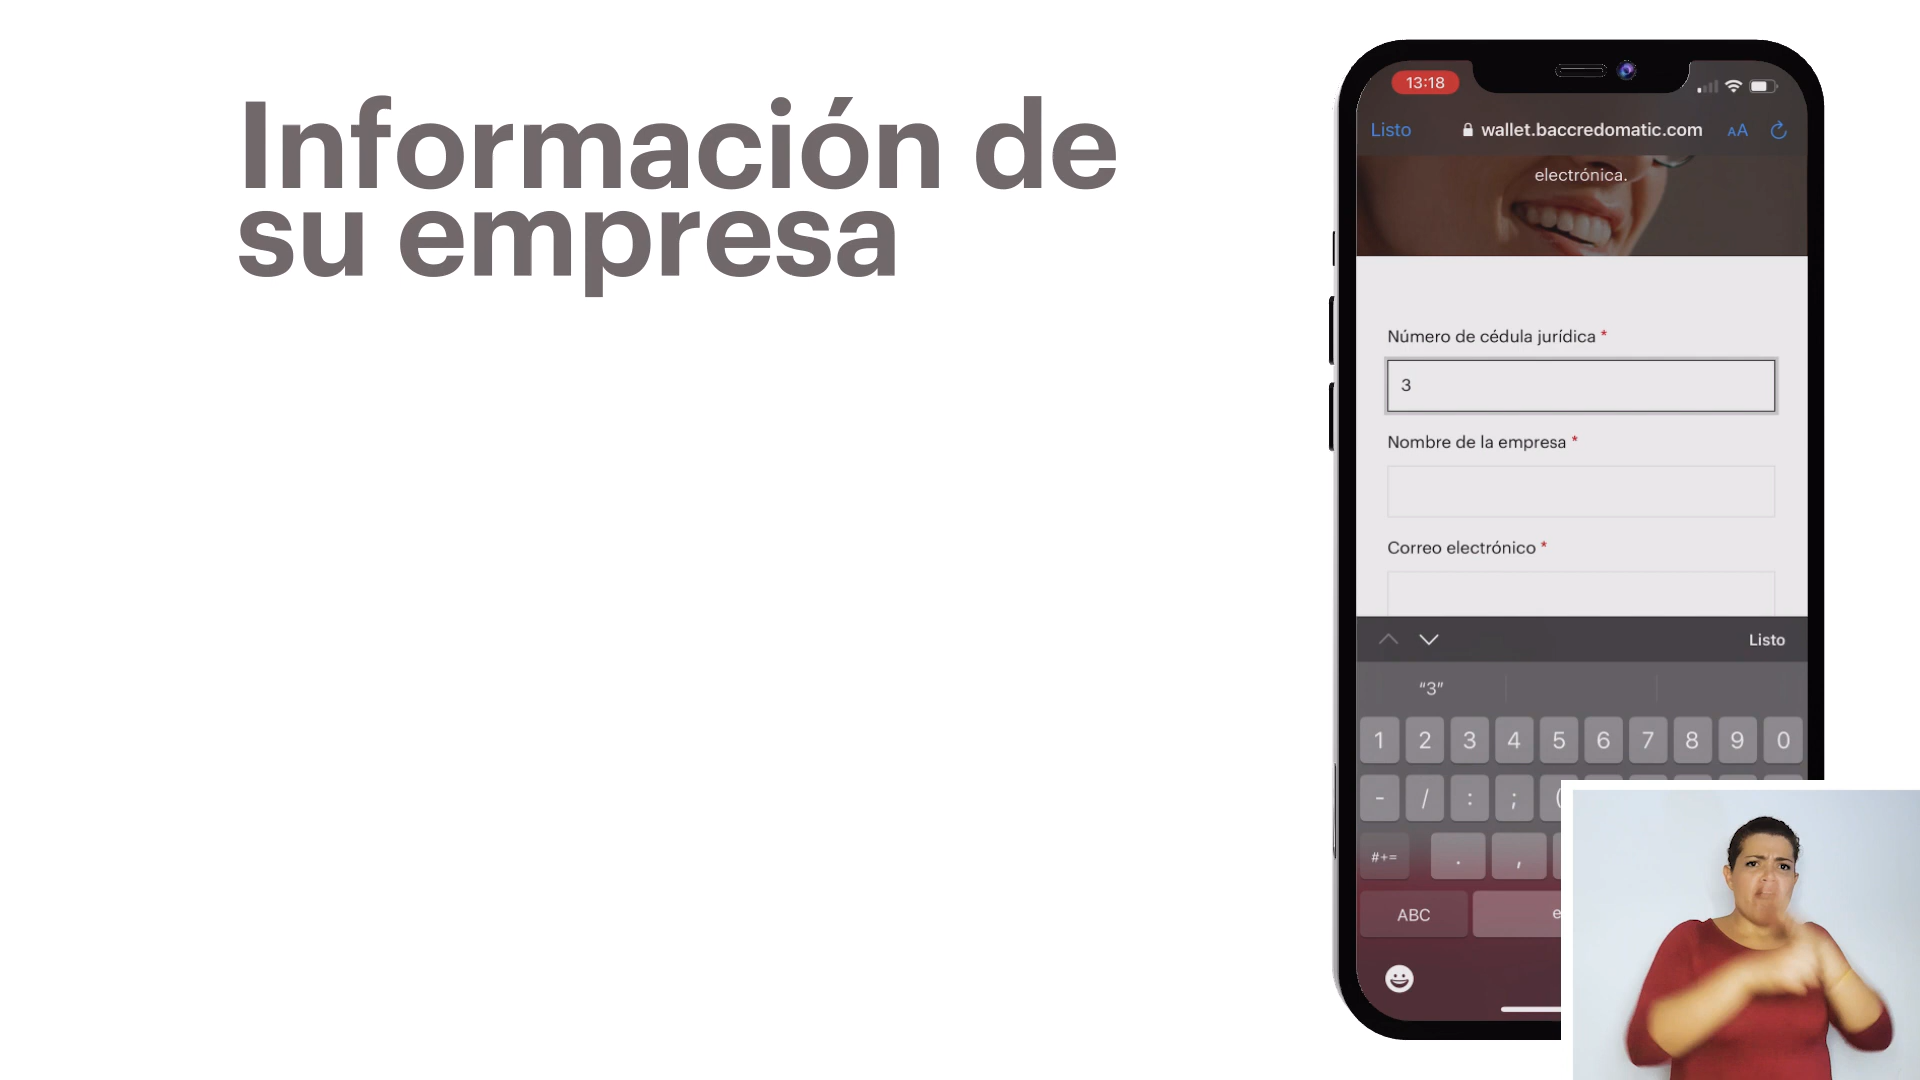 Información de
su empresa
13:18
Listo
wallet.baccredomatic.com
AA
electrónica.
Número de cédula jurídica *
3
Nombre de la empresa *
Correo electrónico *
Listo
“3”
1 2 3 4 5 6 7 8 9 0
- / : ; (
#+= . ,
ABC e